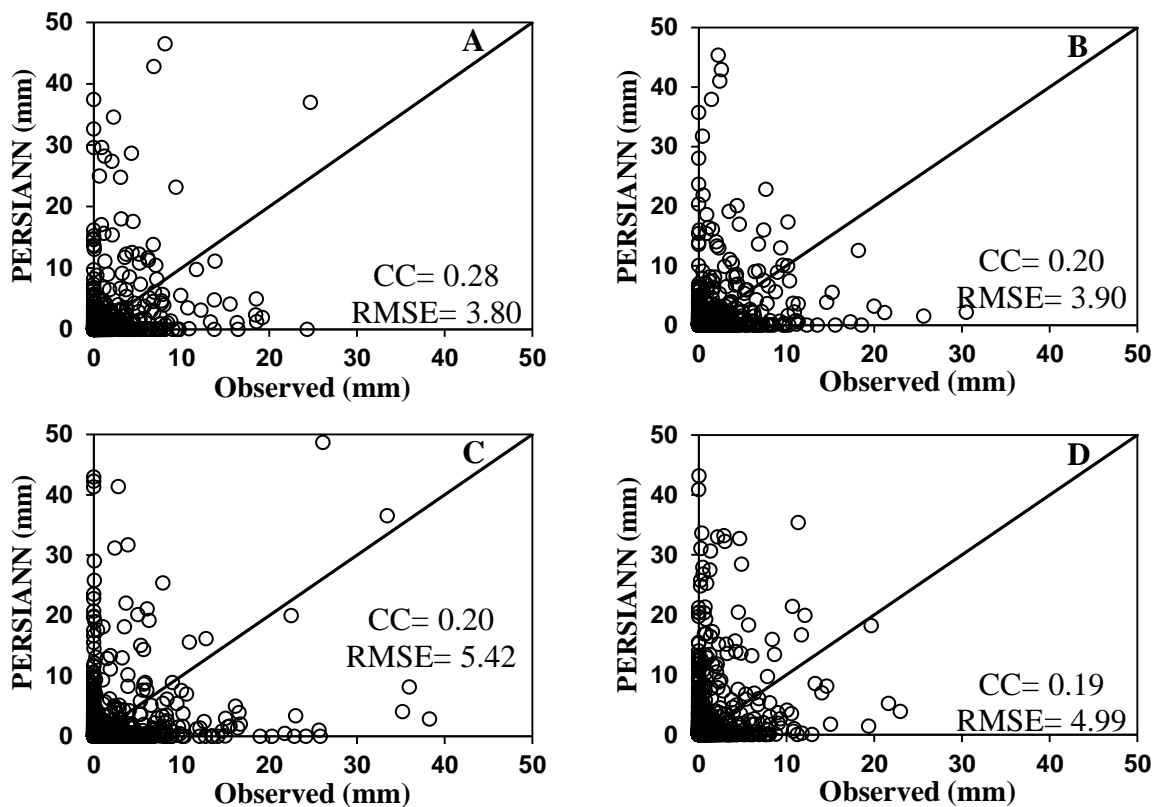 A
PERSIANN (mm)
50
40
30
20
10
0
CC= 0.28
RMSE= 3.80
0 10 20 30 40 50
Observed (mm)
B
PERSIANN (mm)
50
40
30
20
10
0
CC= 0.20
RMSE= 3.90
0 10 20 30 40 50
Observed (mm)
C
PERSIANN (mm)
50
40
30
20
10
0
CC= 0.20
RMSE= 5.42
0 10 20 30 40 50
Observed (mm)
D
PERSIANN (mm)
50
40
30
20
10
0
CC= 0.19
RMSE= 4.99
0 10 20 30 40 50
Observed (mm)